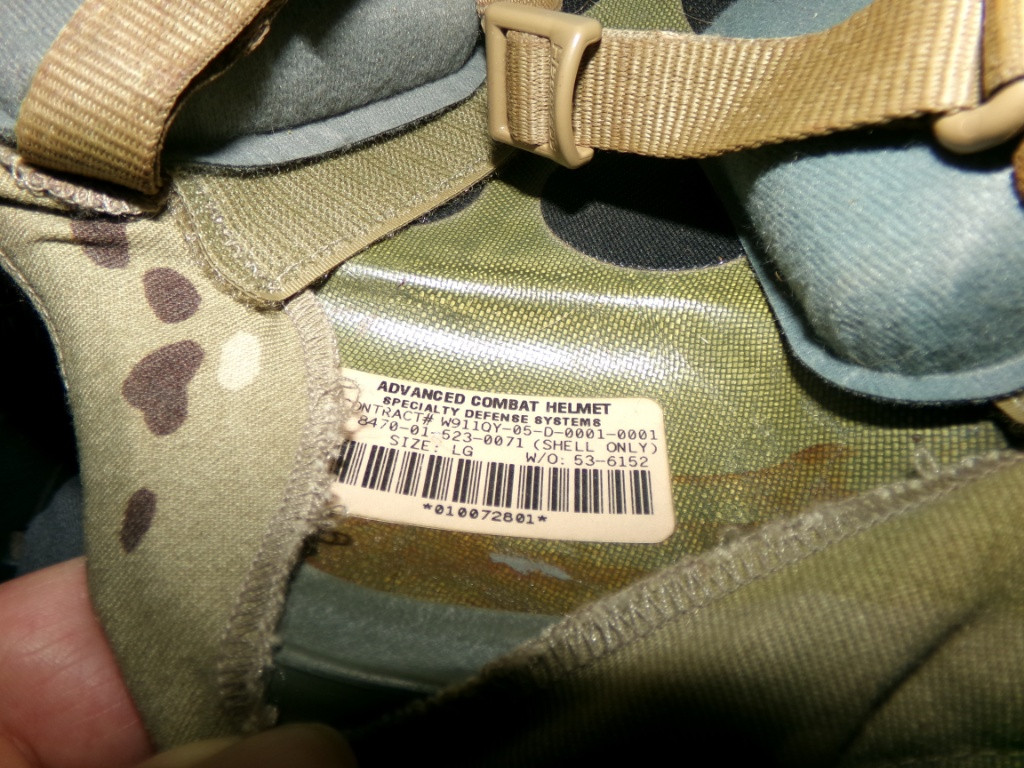 ADVANCED COMBAT HELMET
SPECIALTY DEFENSE SYSTEMS
ONTRACT# W911QY-05-D-0001-0001
8470-01-523-0071 (SHELL ONLY)
SIZE: LG W/O: 53-6152
*010072801*